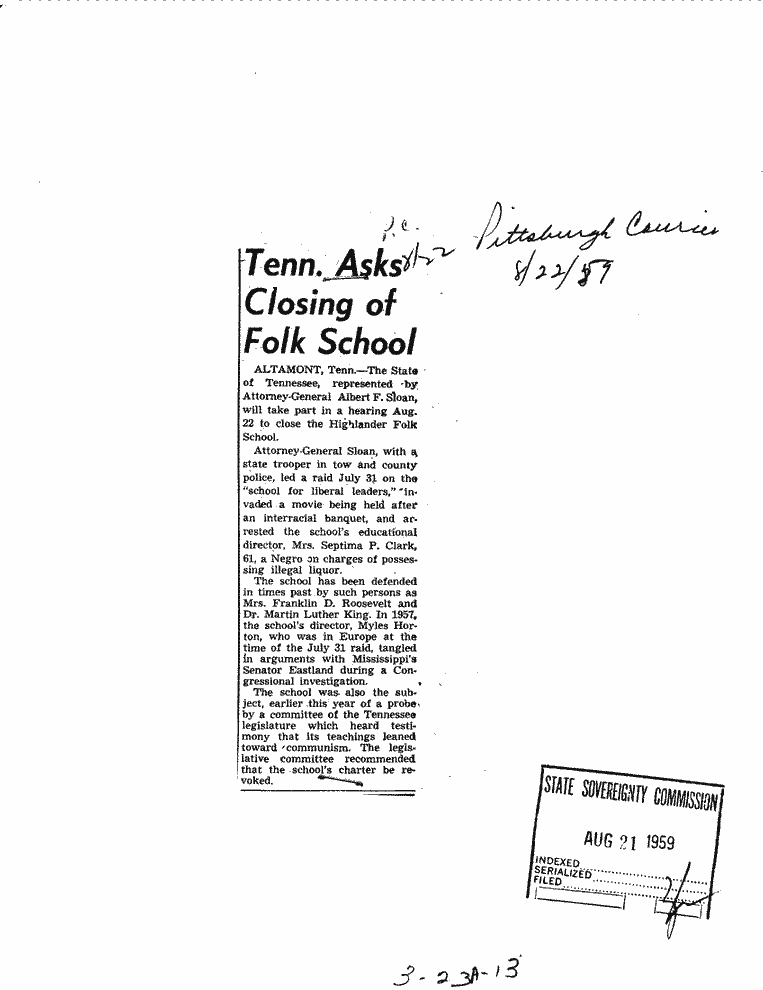 P.C.
8/22
Pittsburgh Courier
8/22/59
Tenn. Asks
Closing of
Folk School
ALTAMONT, Tenn.—The State
of Tennessee, represented by
Attorney-General Albert F. Sloan,
will take part in a hearing Aug.
22 to close the Highlander Folk
School.
Attorney-General Sloan, with a
state trooper in tow and county
police, led a raid July 31 on the
"school for liberal leaders," in-
vaded a movie being held after
an interracial banquet, and ar-
rested the school's educational
director, Mrs. Septima P. Clark,
61, a Negro on charges of posses-
sing illegal liquor.
The school has been defended
in times past by such persons as
Mrs. Franklin D. Roosevelt and
Dr. Martin Luther King. In 1957,
the school's director, Myles Hor-
ton, who was in Europe at the
time of the July 31 raid, tangled
in arguments with Mississippi's
Senator Eastland during a Con-
gressional investigation.
The school was also the sub-
ject, earlier this year of a probe
by a committee of the Tennessee
legislature which heard testi-
mony that its teachings leaned
toward communism. The legis-
lative committee recommended
that the school's charter be re-
voked.
STATE SOVEREIGNTY COMMISSION
AUG 21 1959
INDEXED
SERIALIZED
FILED
3-23A-13